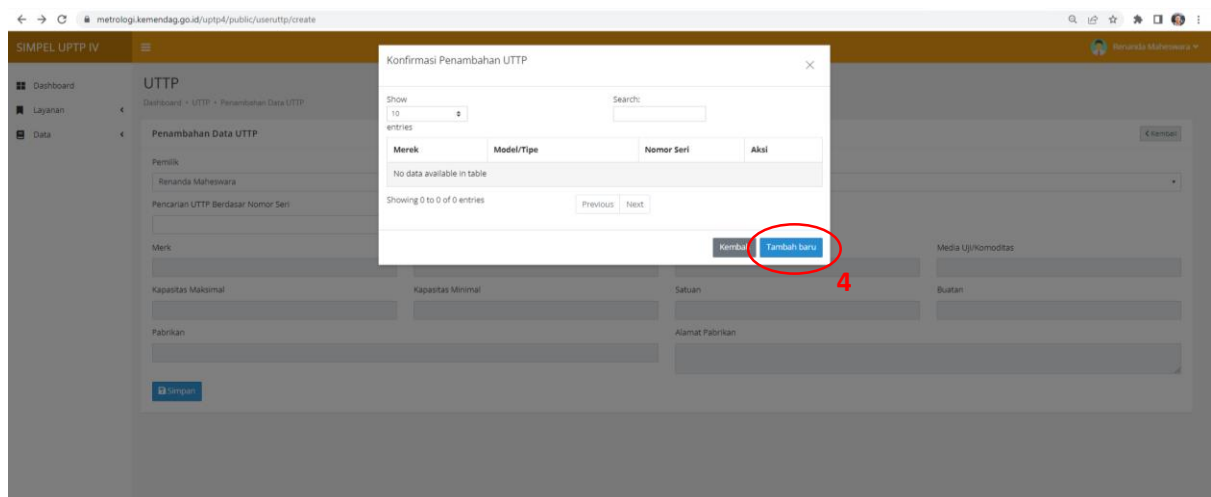 metrologi.kemendag.go.id/uptp4/public/useruttp/create
SIMPEL UPTP IV
Renanda Maheswara
Dashboard
Layanan
Data
UTTP
Dashboard • UTTP • Penambahan Data UTTP
Penambahan Data UTTP
Kembali
Pemilik
Renanda Maheswara
Pencarian UTTP Berdasar Nomor Seri
Konfirmasi Penambahan UTTP
×
Show
10
entries
Search:
Merek Model/Tipe Nomor Seri Aksi
No data available in table
Showing 0 to 0 of 0 entries
Previous Next
Kembali Tambah baru
4
Merk
Media Uji/Komoditas
Kapasitas Maksimal Kapasitas Minimal Satuan Buatan
Pabrikan Alamat Pabrikan
Simpan